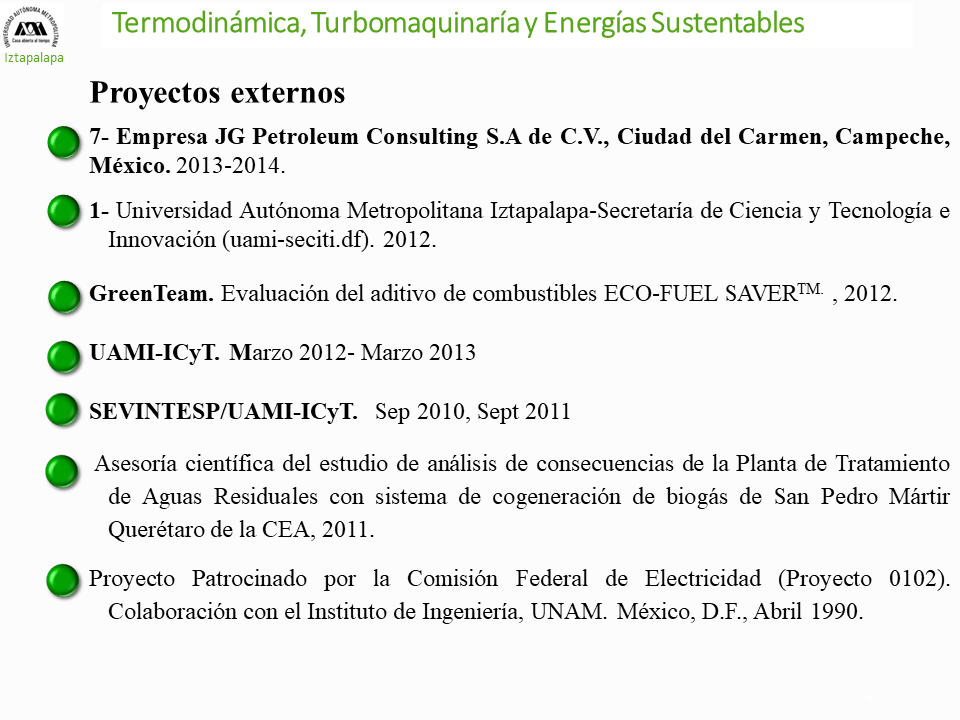 UNIVERSIDAD AUTÓNOMA METROPOLITANA
Casa abierta al tiempo
Iztapalapa
Termodinámica, Turbomaquinaría y Energías Sustentables
Proyectos externos
7- Empresa JG Petroleum Consulting S.A de C.V., Ciudad del Carmen, Campeche,
México. 2013-2014.
1- Universidad Autónoma Metropolitana Iztapalapa-Secretaría de Ciencia y Tecnología e
Innovación (uami-seciti.df). 2012.
GreenTeam. Evaluación del aditivo de combustibles ECO-FUEL SAVER™. , 2012.
UAMI-ICyT. Marzo 2012- Marzo 2013
SEVINTESP/UAMI-ICyT. Sep 2010, Sept 2011
Asesoría científica del estudio de análisis de consecuencias de la Planta de Tratamiento
de Aguas Residuales con sistema de cogeneración de biogás de San Pedro Mártir
Querétaro de la CEA, 2011.
Proyecto Patrocinado por la Comisión Federal de Electricidad (Proyecto 0102).
Colaboración con el Instituto de Ingeniería, UNAM. México, D.F., Abril 1990.